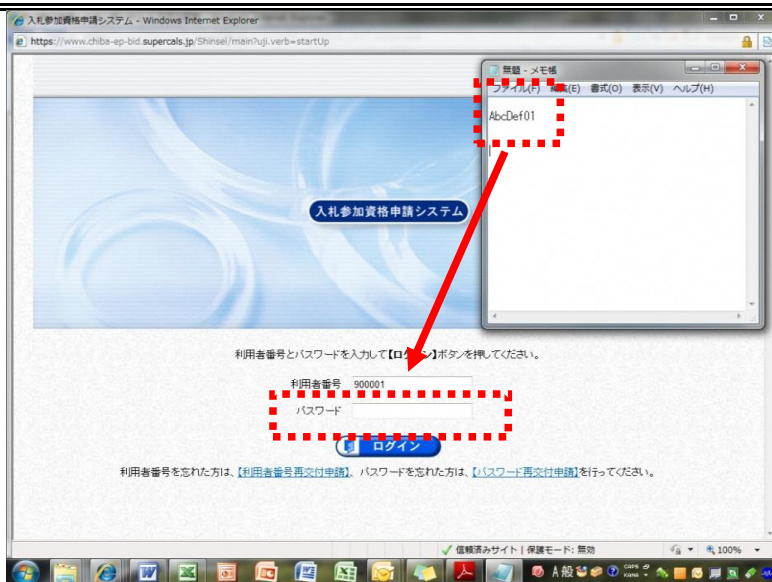 入札参加資格申請システム - Windows Internet Explorer
https://www.chiba-ep-bid.supercals.jp/Shinsei/main?uji.verb=startUp
無題 - メモ帳
ファイル(F) 編集(E) 書式(O) 表示(V) ヘルプ(H)
AbcDef01
入札参加資格申請システム
利用者番号とパスワードを入力して【ログイン】ボタンを押してください。
利用者番号 900001
パスワード
ログイン
利用者番号を忘れた方は、【利用者番号再交付申請】、パスワードを忘れた方は、【パスワード再交付申請】を行ってください。
信頼済みサイト | 保護モード: 無効
100%
A 般
CAPS
KANA